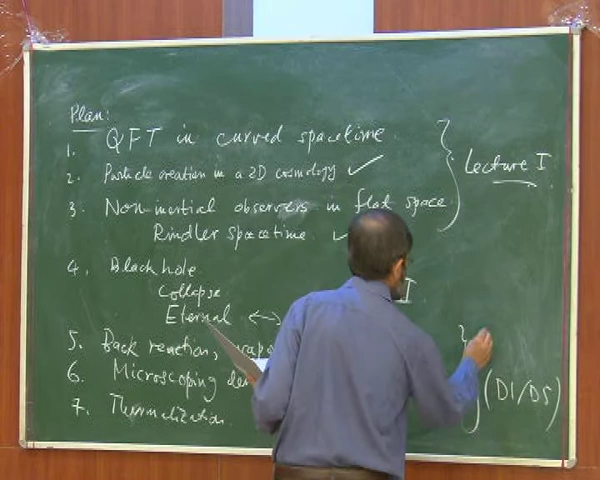 Plan:
1. QFT in curved spacetime.
2. Particle creation in a 2D cosmology ✓
3. Non-inertial observers in flat space
Rindler spacetime ✓
Lecture I
4. Black hole
Collapse
Eternal ↔
I
5. Back reaction,
6. Microscoping
7. Thermalization
(D1/D5)